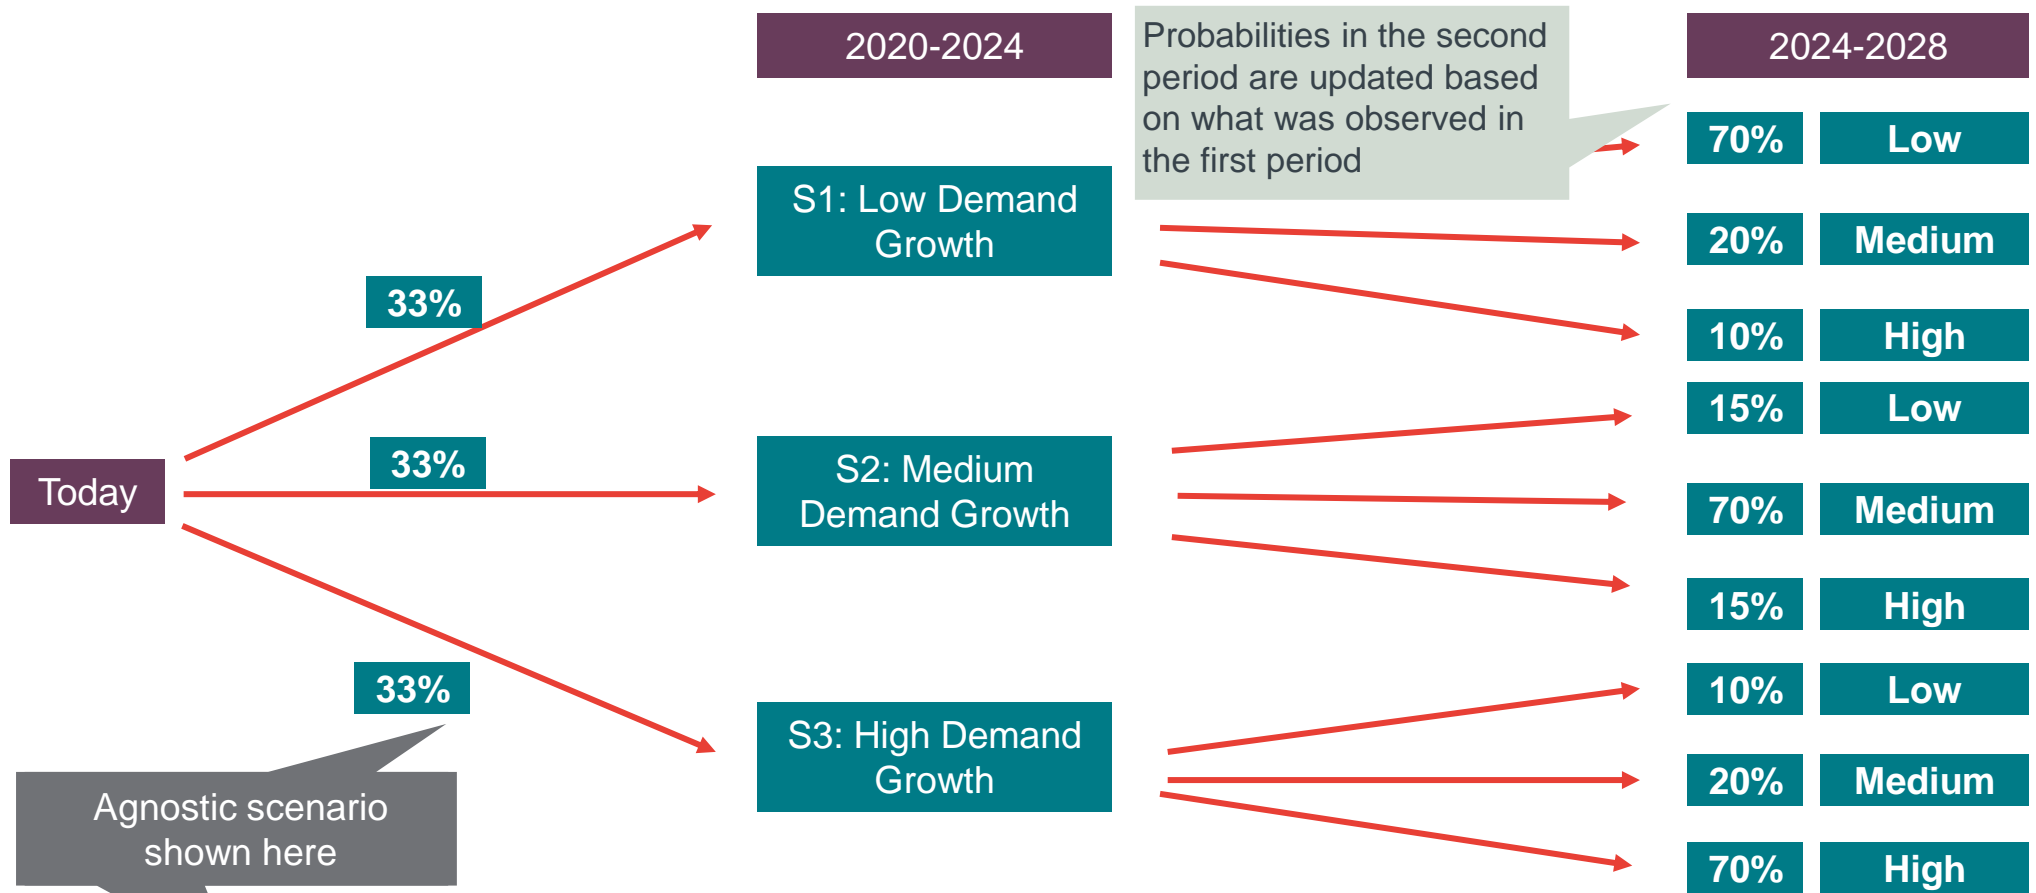 2020-2024
Probabilities in the second
period are updated based
on what was observed in
the first period
2024-2028
70% Low
S1: Low Demand
Growth
20% Medium
33%
10% High
15% Low
33%
S2: Medium
Demand Growth
Today
70% Medium
15% High
33%
10% Low
S3: High Demand
Growth
20% Medium
Agnostic scenario
shown here
70% High